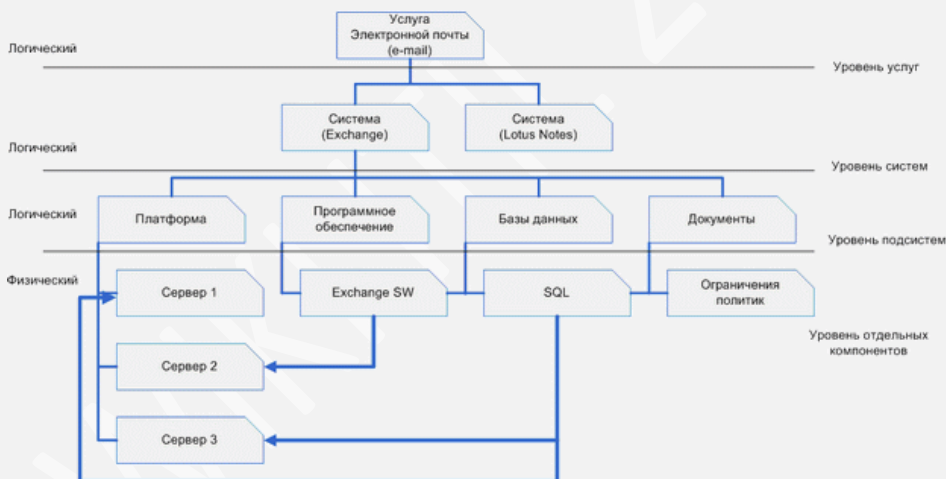 Услуга
Электронной почты
(e-mail)
Логический
Уровень услуг
Система
(Exchange)
Система
(Lotus Notes)
Логический
Уровень систем
Логический
Платформа
Программное
обеспечение
Базы данных
Документы
Уровень подсистем
Физический
Сервер 1
Exchange SW
SQL
Ограничения
политик
Уровень отдельных
компонентов
Сервер 2
Сервер 3